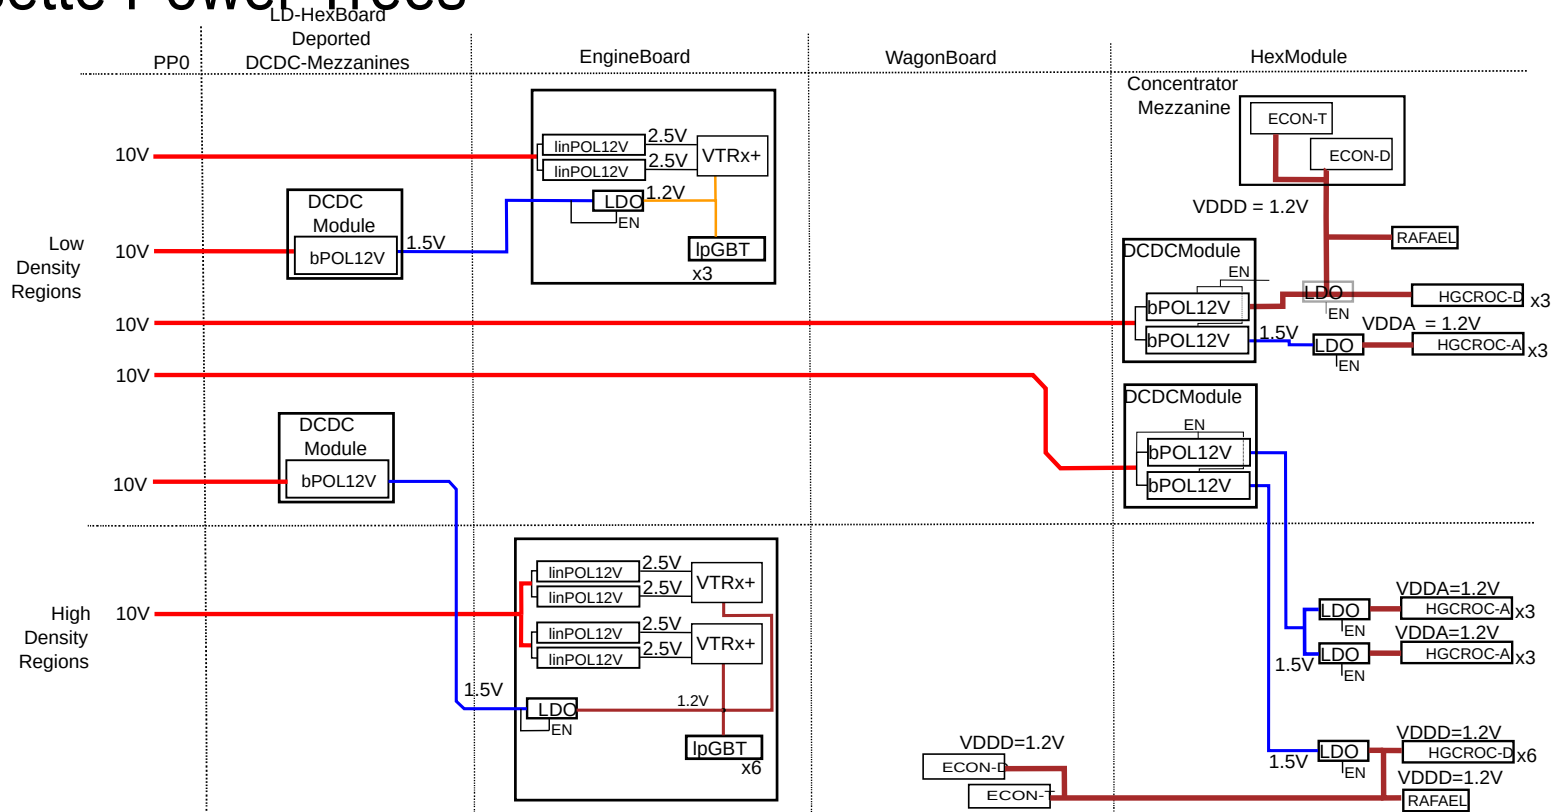 Power Trees
LD-HexBoard
Deported
DCDC-Mezzanines
PP0
EngineBoard
WagonBoard
HexModule
Concentrator
Mezzanine
ECON-T
ECON-D
10V
linPOL12V
2.5V
linPOL12V
2.5V
VTRx+
LDO
1.2V
EN
lpGBT
x3
DCDC
Module
bPOL12V
1.5V
10V
Low
Density
Regions
VDDD = 1.2V
RAFAEL
DCDCModule
EN
bPOL12V
bPOL12V
LDO
EN
HGCROC-D
x3
10V
1.5V
LDO
EN
VDDA = 1.2V
HGCROC-A
x3
10V
DCDCModule
EN
bPOL12V
bPOL12V
DCDC
Module
bPOL12V
10V
High
Density
Regions
10V
linPOL12V
2.5V
linPOL12V
2.5V
VTRx+
linPOL12V
2.5V
linPOL12V
2.5V
VTRx+
1.5V
LDO
EN
1.2V
lpGBT
x6
LDO
EN
VDDA=1.2V
HGCROC-A
x3
1.5V
LDO
EN
VDDA=1.2V
HGCROC-A
x3
1.5V
LDO
EN
VDDD=1.2V
HGCROC-D
x6
VDDD=1.2V
RAFAEL
VDDD=1.2V
ECON-D
ECON-T